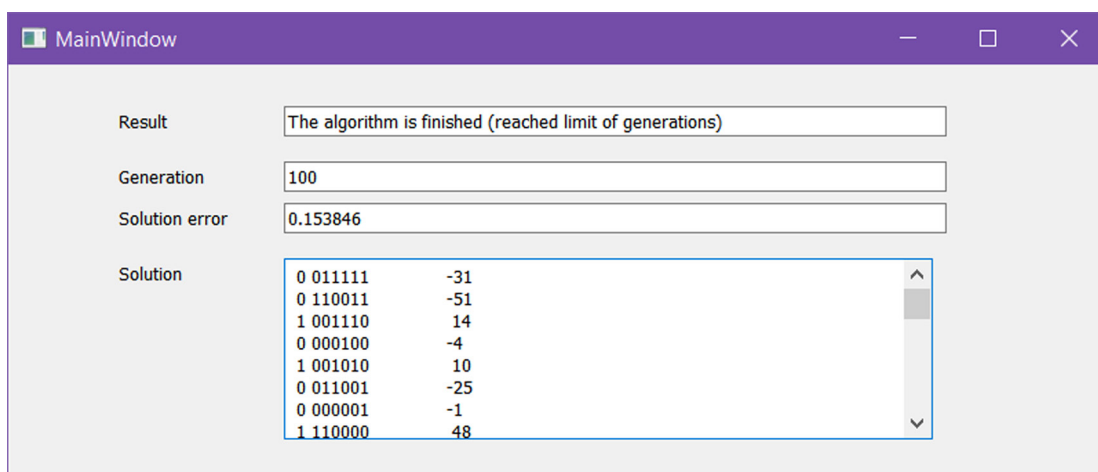 MainWindow
Result The algorithm is finished (reached limit of generations)
Generation 100
Solution error 0.153846
Solution 0 011111 -31
0 110011 -51
1 001110 14
0 000100 -4
1 001010 10
0 011001 -25
0 000001 -1
1 110000 48